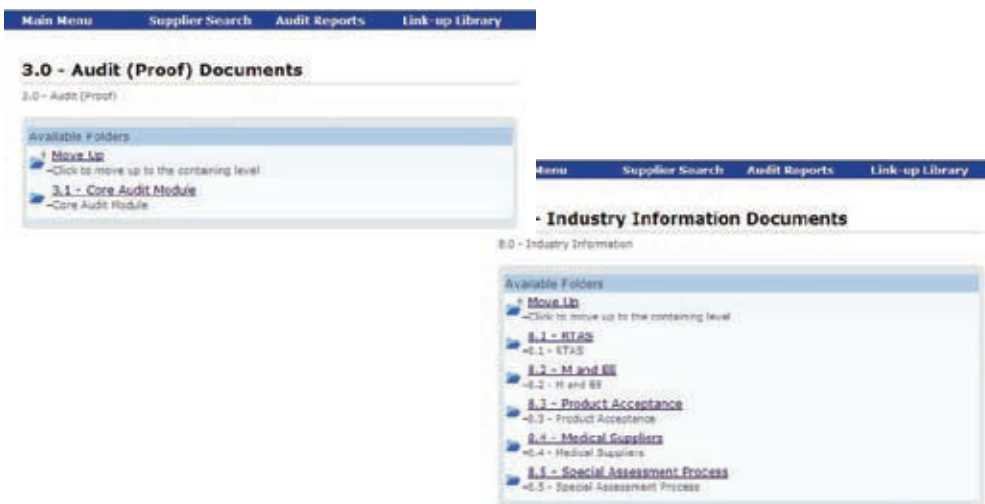 Main Menu Supplier Search Audit Reports Link-up Library
3.0 - Audit (Proof) Documents
3.0 - Audit (Proof)
Available Folders
Move Up
–Click to move up to the containing level
3.1 - Core Audit Module
–Core Audit Module
Menu Supplier Search Audit Reports Link-up Library
- Industry Information Documents
8.0 - Industry Information
Available Folders
Move Up
–Click to move up to the containing level
8.1 - RTAS
–8.1 - RTAS
8.2 - M and EE
–8.2 - M and EE
8.3 - Product Acceptance
–8.3 - Product Acceptance
8.4 - Medical Suppliers
–8.4 - Medical Suppliers
8.5 - Special Assessment Process
–8.5 - Special Assessment Process